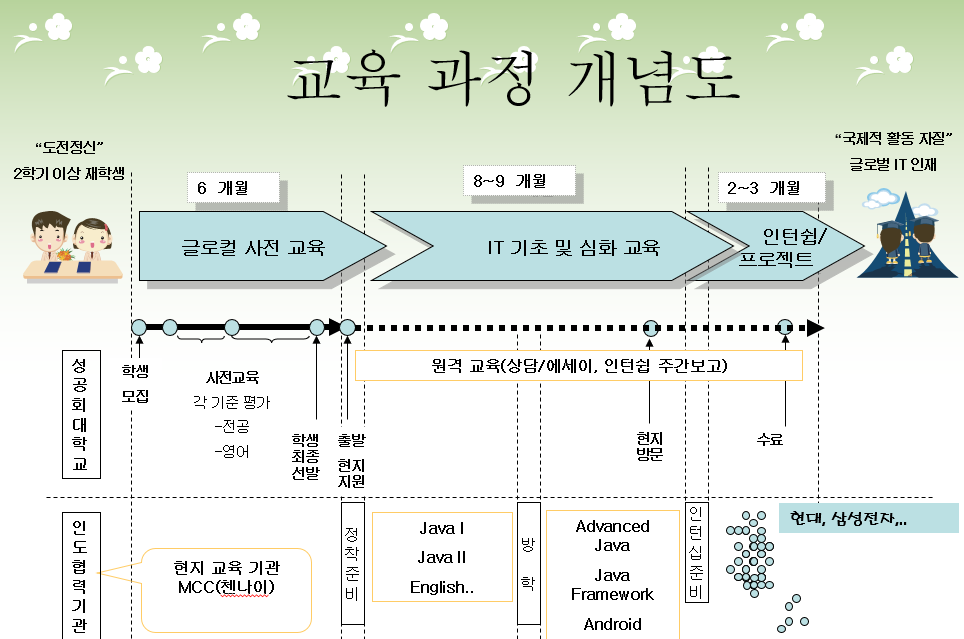 교육 과정 개념도
“도전정신”
2학기 이상 재학생
“국제적 활동 자질”
글로벌 IT 인재
6 개월
8~9 개월
2~3 개월
글로컬 사전 교육
IT 기초 및 심화 교육
인턴쉽/
프로젝트
성
공
회
대
학
교
원격 교육(상담/에세이, 인턴쉽 주간보고)
학생
모집
사전교육
각 기준 평가
-전공
-영어
학생
최종
선발
출발
현지
지원
현지
방문
수료
인
도
협
력
기
관
현지 교육 기관
MCC(첸나이)
정
착
준
비
Java I
Java II
English..
방
학
Advanced
Java
Java
Framework
Android
인
턴
십
준
비
현대, 삼성전자,..